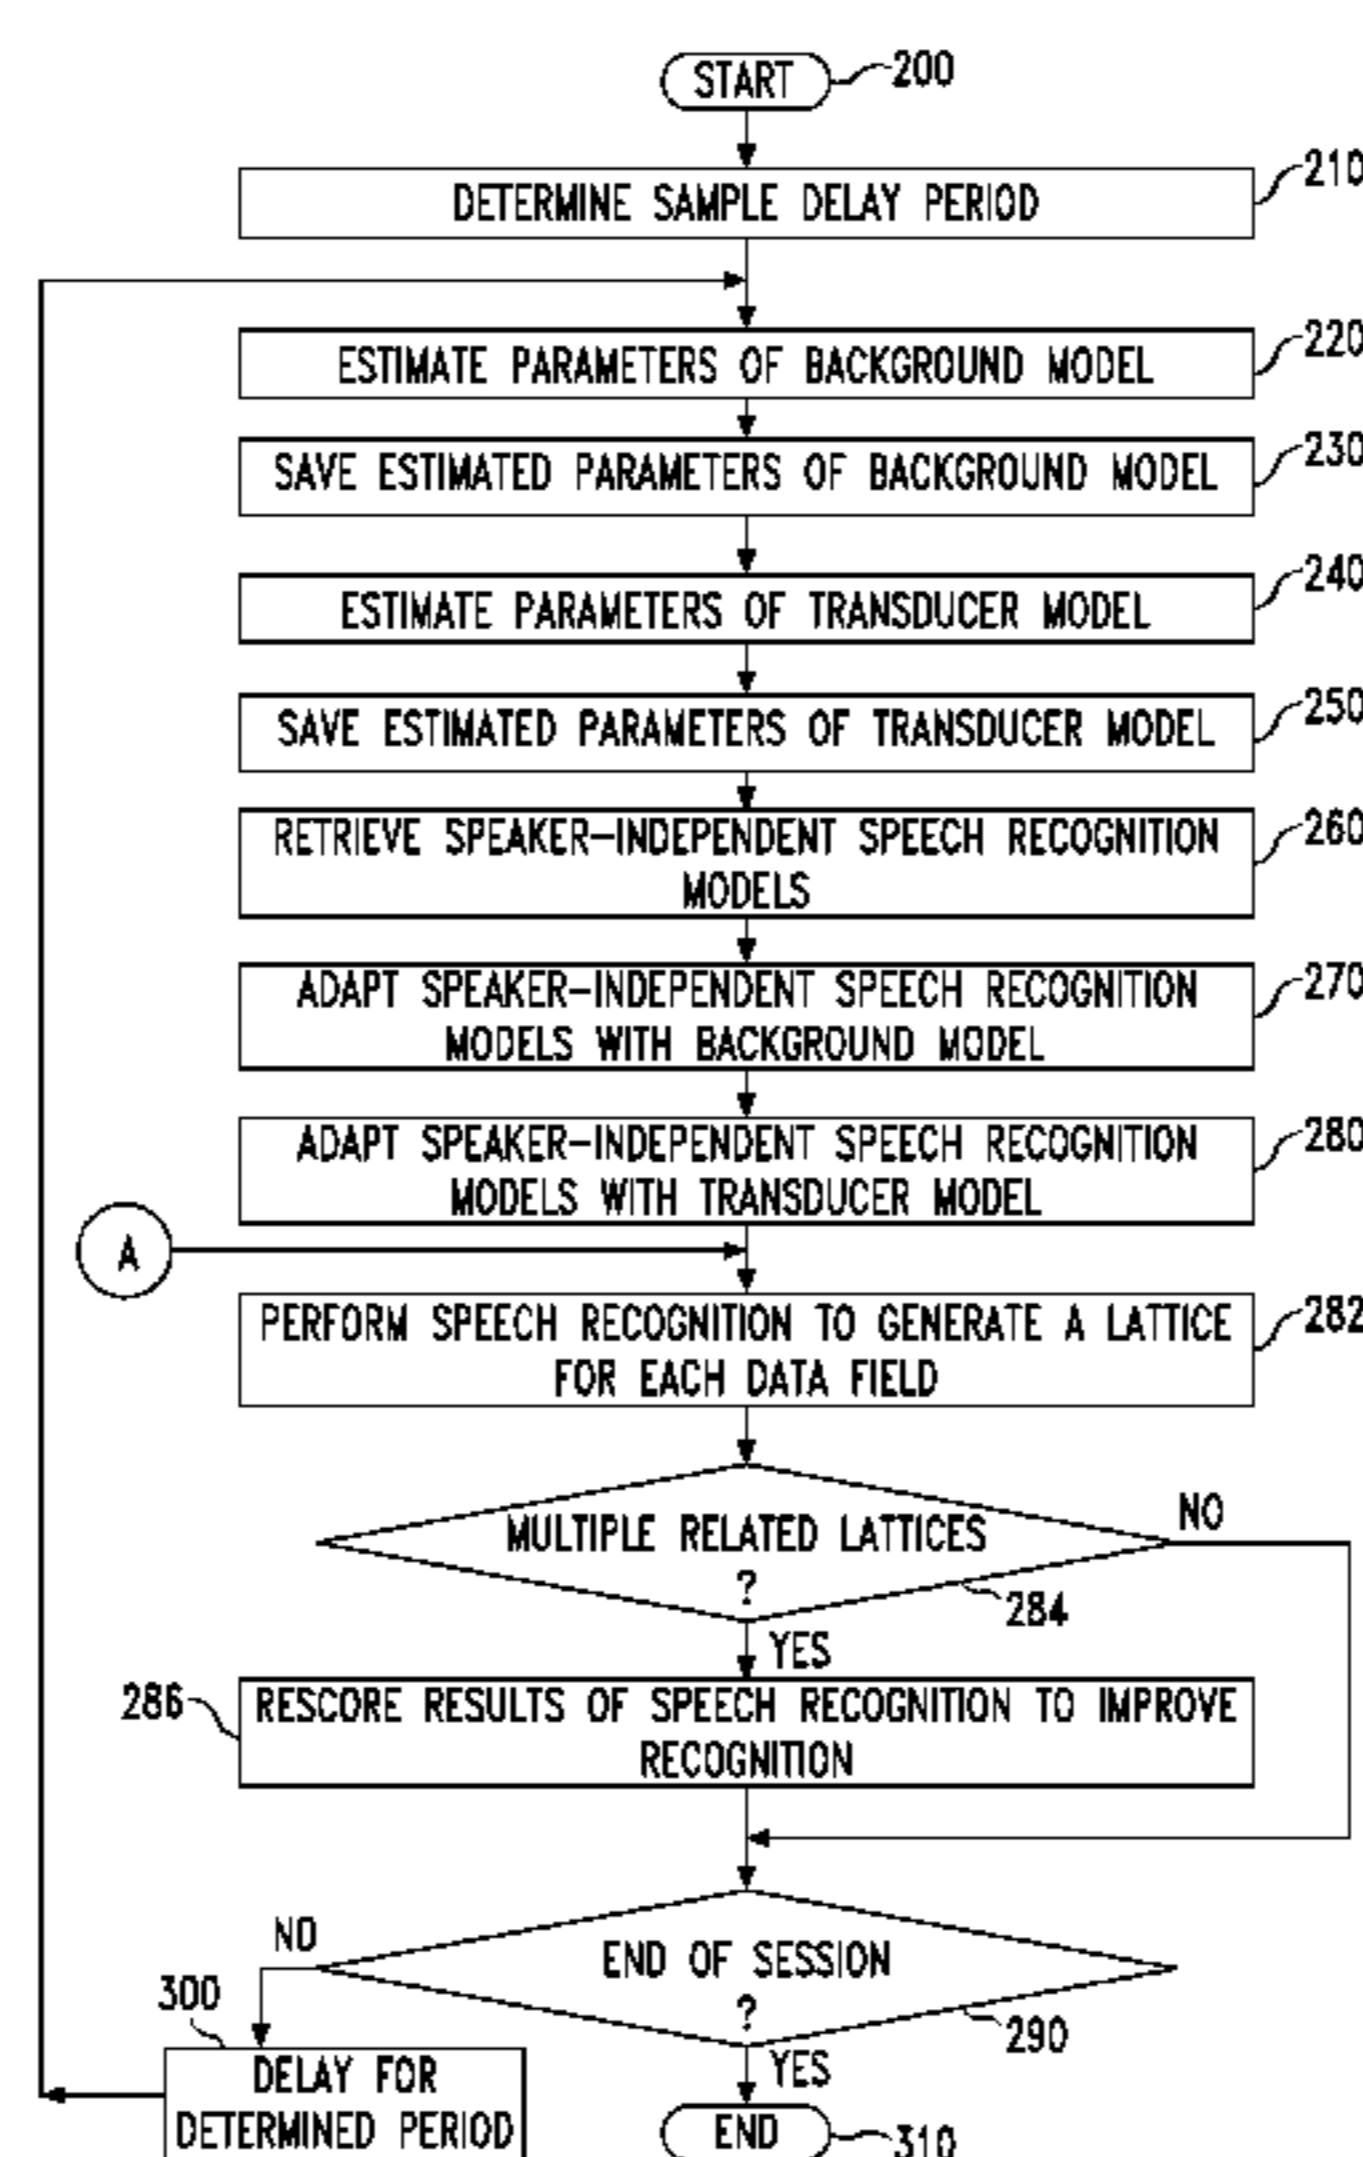 START
200
DETERMINE SAMPLE DELAY PERIOD
210
ESTIMATE PARAMETERS OF BACKGROUND MODEL
220
SAVE ESTIMATED PARAMETERS OF BACKGROUND MODEL
230
ESTIMATE PARAMETERS OF TRANSDUCER MODEL
240
SAVE ESTIMATED PARAMETERS OF TRANSDUCER MODEL
250
RETRIEVE SPEAKER-INDEPENDENT SPEECH RECOGNITION
MODELS
260
ADAPT SPEAKER-INDEPENDENT SPEECH RECOGNITION
MODELS WITH BACKGROUND MODEL
270
ADAPT SPEAKER-INDEPENDENT SPEECH RECOGNITION
MODELS WITH TRANSDUCER MODEL
280
A
PERFORM SPEECH RECOGNITION TO GENERATE A LATTICE
FOR EACH DATA FIELD
282
MULTIPLE RELATED LATTICES
?
NO
284
YES
286
RESCORE RESULTS OF SPEECH RECOGNITION TO IMPROVE
RECOGNITION
NO
END OF SESSION
?
290
300
YES
DELAY FOR
DETERMINED PERIOD
END
310